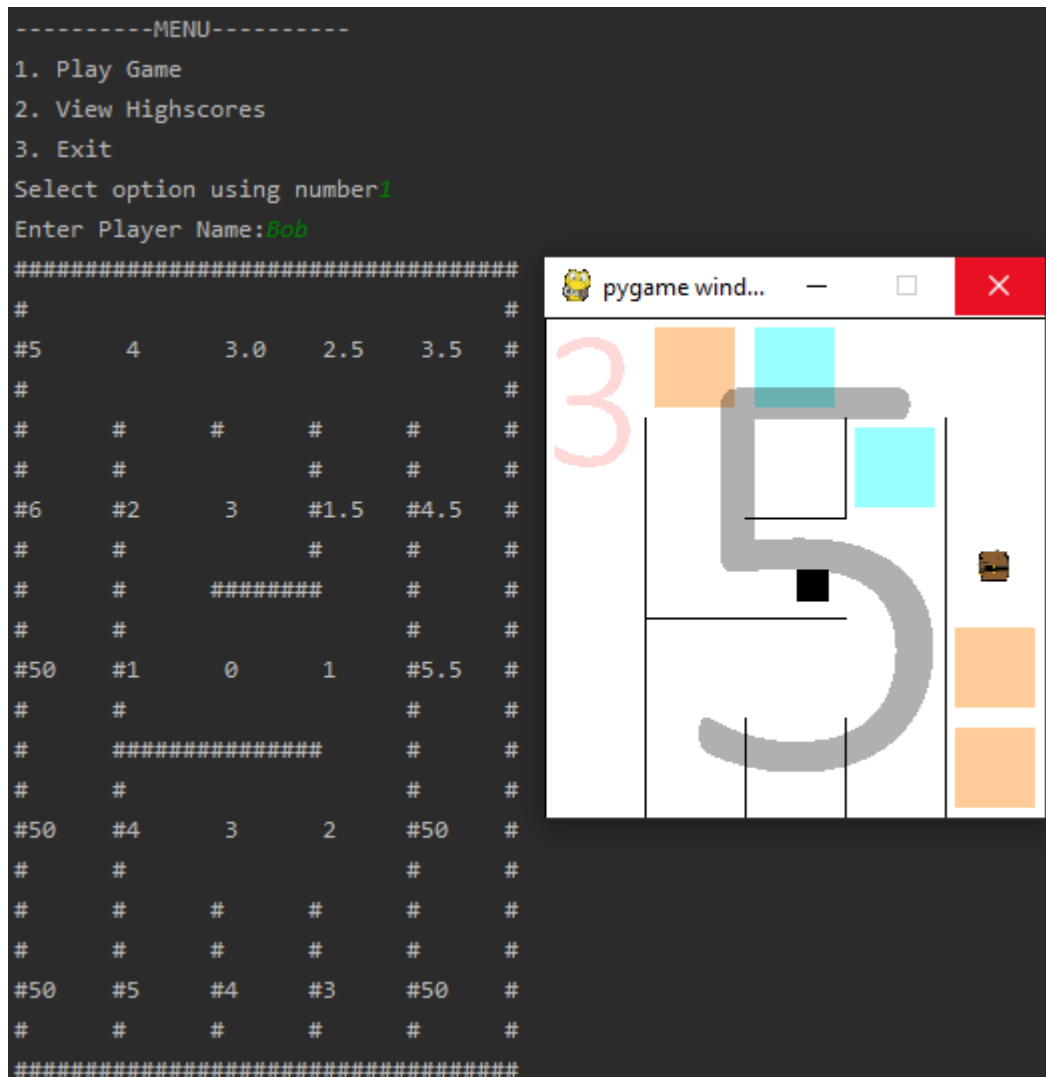 ----------MENU----------
1. Play Game
2. View Highscores
3. Exit
Select option using number1
Enter Player Name:Bob
####################################
#                                  #
#5      4      3.0    2.5    3.5   #
#                                  #
#      #      #      #      #      #
#      #             #      #      #
#6     #2      3     #1.5   #4.5   #
#      #             #      #      #
#      #      ########      #      #
#      #                    #      #
#50    #1      0      1     #5.5   #
#      #                    #      #
#      ###############      #      #
#      #                    #      #
#50    #4      3      2     #50    #
#      #                    #      #
#      #      #      #      #      #
#      #      #      #      #      #
#50    #5     #4     #3     #50    #
#      #      #      #      #      #
####################################
pygame wind...
3
5